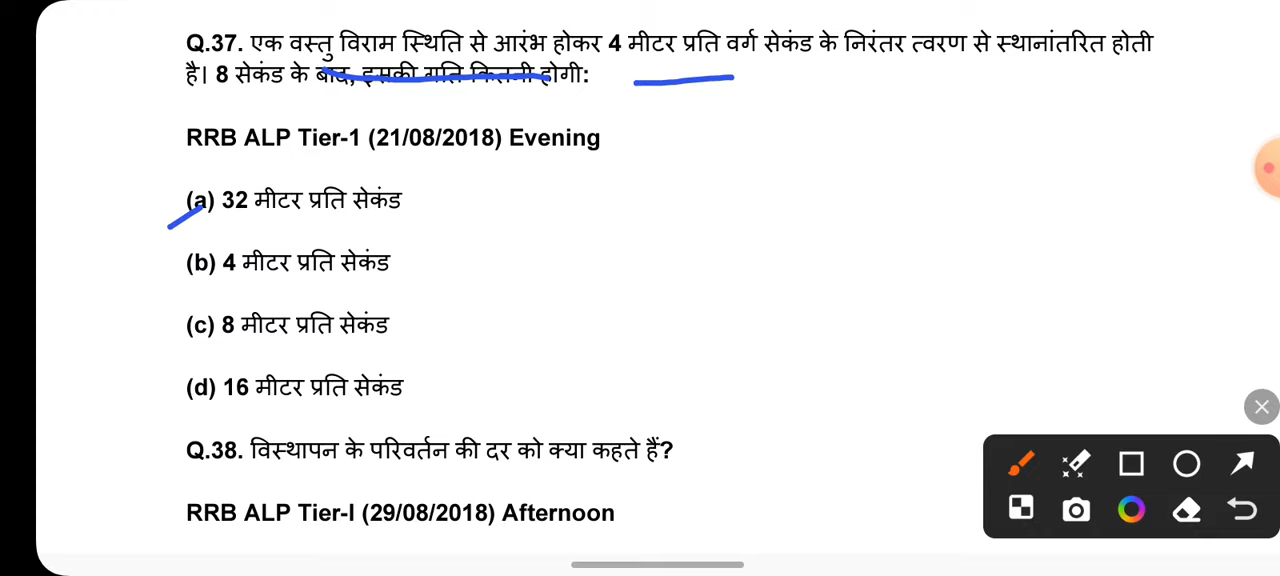 Q.37. एक वस्तु विराम स्थिति से आरंभ होकर 4 मीटर प्रति वर्ग सेकंड के निरंतर त्वरण से स्थानांतरित होती
है। 8 सेकंड के बाद, इसकी गति कितनी होगी:
RRB ALP Tier-1 (21/08/2018) Evening
(a) 32 मीटर प्रति सेकंड
(b) 4 मीटर प्रति सेकंड
(c) 8 मीटर प्रति सेकंड
(d) 16 मीटर प्रति सेकंड
Q.38. विस्थापन के परिवर्तन की दर को क्या कहते हैं?
RRB ALP Tier-I (29/08/2018) Afternoon